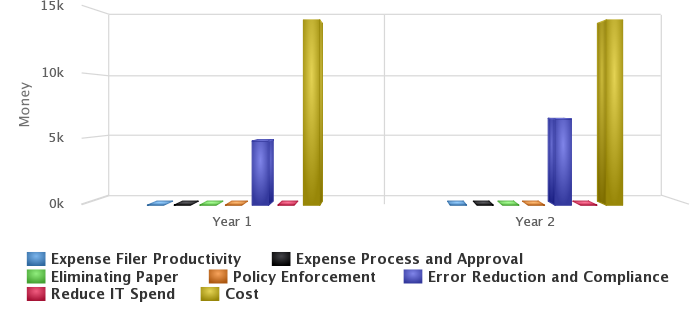 15k
10k
5k
0k
Money
Year 1 Year 2
Expense Filer Productivity Expense Process and Approval
Eliminating Paper Policy Enforcement Error Reduction and Compliance
Reduce IT Spend Cost